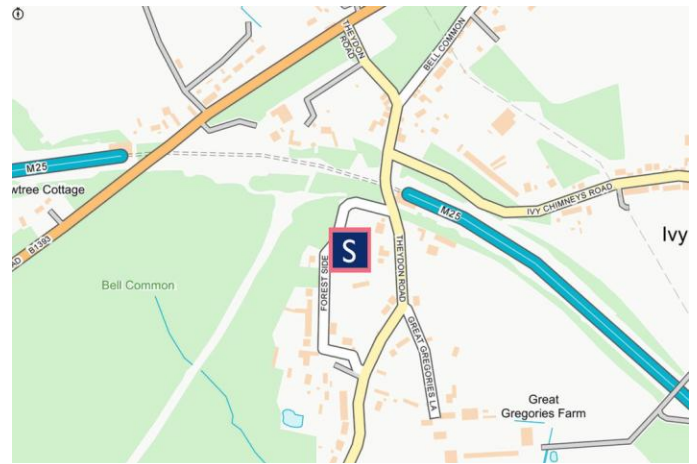 THEYDON
ROAD
BELL COMMON
M25
wtree Cottage
IVY CHIMNEYS ROAD
M25
B1393
AD
Ivy
S
Bell Common
FOREST SIDE
THEYDON ROAD
GREAT GREGORIES LA
Great
Gregories Farm